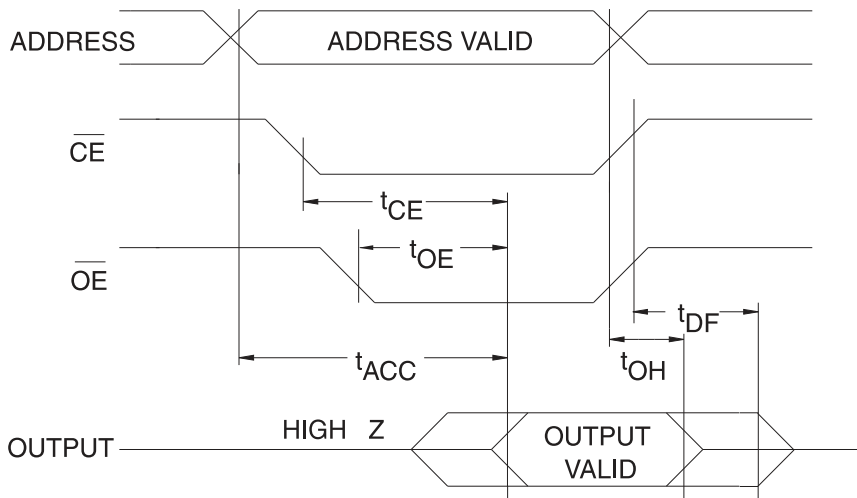 ADDRESS
ADDRESS VALID
CE
tCE
tOE
OE
tDF
tACC
tOH
HIGH Z
OUTPUT
OUTPUT
VALID